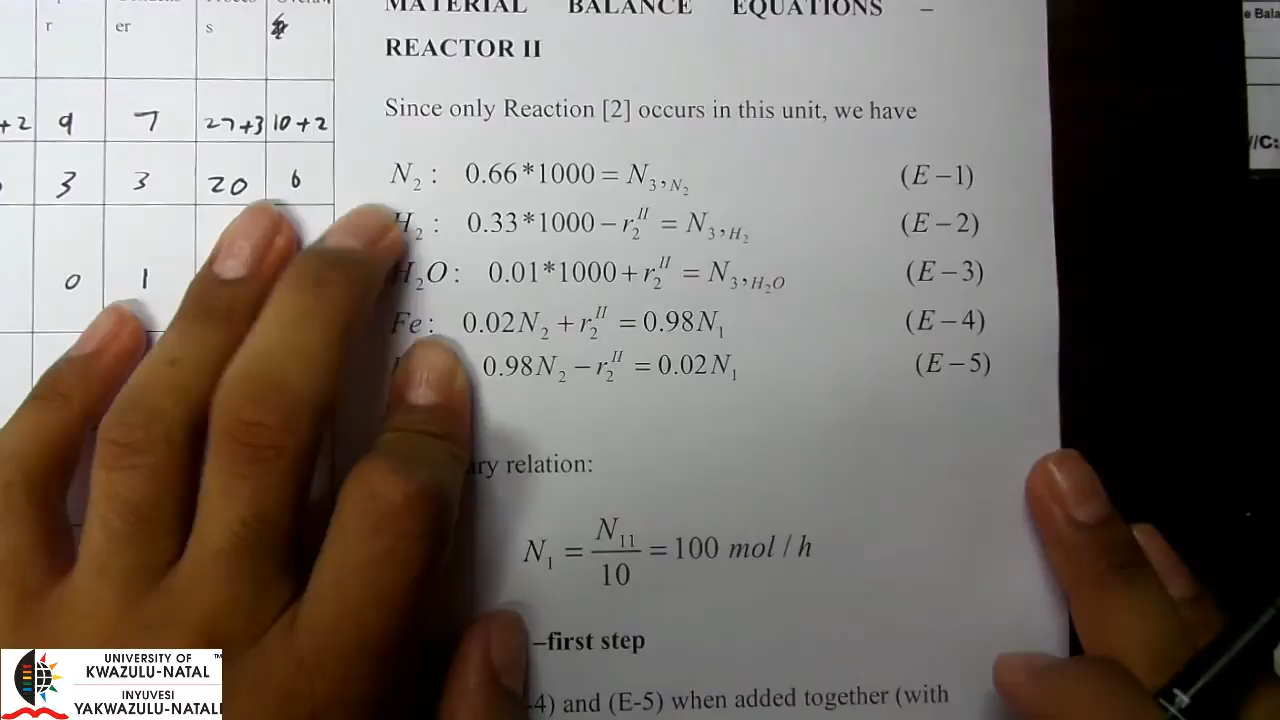 r er s
+2 9 7 27+3 10+2
3 3 20 6
0 1
MATERIAL BALANCE EQUATIONS –
REACTOR II
Since only Reaction [2] occurs in this unit, we have
N₂ : 0.66*1000 = N₃,N₂ (E−1)
H₂ : 0.33*1000 − r₂ᴵᴵ = N₃,H₂ (E−2)
H₂O : 0.01*1000 + r₂ᴵᴵ = N₃,H₂O (E−3)
Fe : 0.02N₂ + r₂ᴵᴵ = 0.98N₁ (E−4)
0.98N₂ − r₂ᴵᴵ = 0.02N₁ (E−5)
relation:
N₁ = N₁₁/10 = 100 mol / h
–first step
-4) and (E-5) when added together (with
e Bala
//C:
UNIVERSITY OF ™
KWAZULU-NATAL
INYUVESI
YAKWAZULU-NATALI